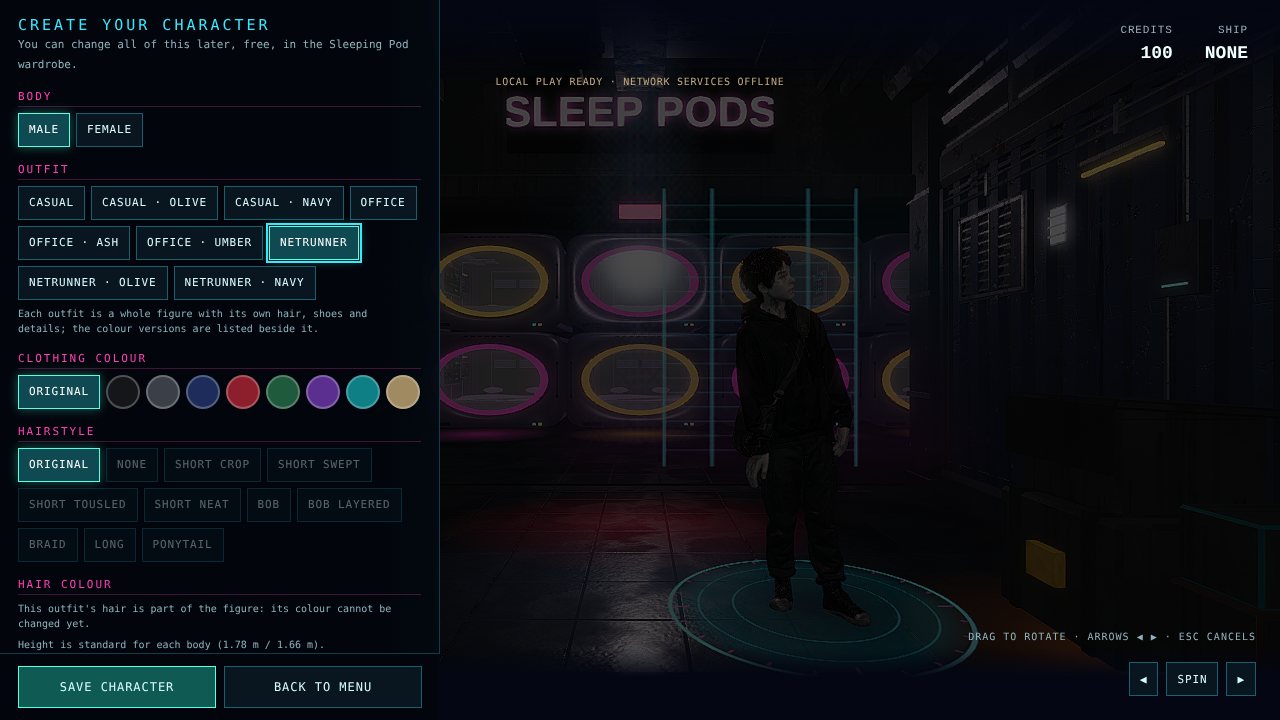 CREATE YOUR CHARACTER
You can change all of this later, free, in the Sleeping Pod
wardrobe.
BODY
MALE FEMALE
OUTFIT
CASUAL CASUAL · OLIVE CASUAL · NAVY OFFICE
OFFICE · ASH OFFICE · UMBER NETRUNNER
NETRUNNER · OLIVE NETRUNNER · NAVY
Each outfit is a whole figure with its own hair, shoes and
details; the colour versions are listed beside it.
CLOTHING COLOUR
ORIGINAL
HAIRSTYLE
ORIGINAL NONE SHORT CROP SHORT SWEPT
SHORT TOUSLED SHORT NEAT BOB BOB LAYERED
BRAID LONG PONYTAIL
HAIR COLOUR
This outfit's hair is part of the figure: its colour cannot be
changed yet.
Height is standard for each body (1.78 m / 1.66 m).
SAVE CHARACTER BACK TO MENU
CREDITS SHIP
100 NONE
LOCAL PLAY READY · NETWORK SERVICES OFFLINE
SLEEP PODS
DRAG TO ROTATE · ARROWS ◀ ▶ · ESC CANCELS
◀ SPIN ▶